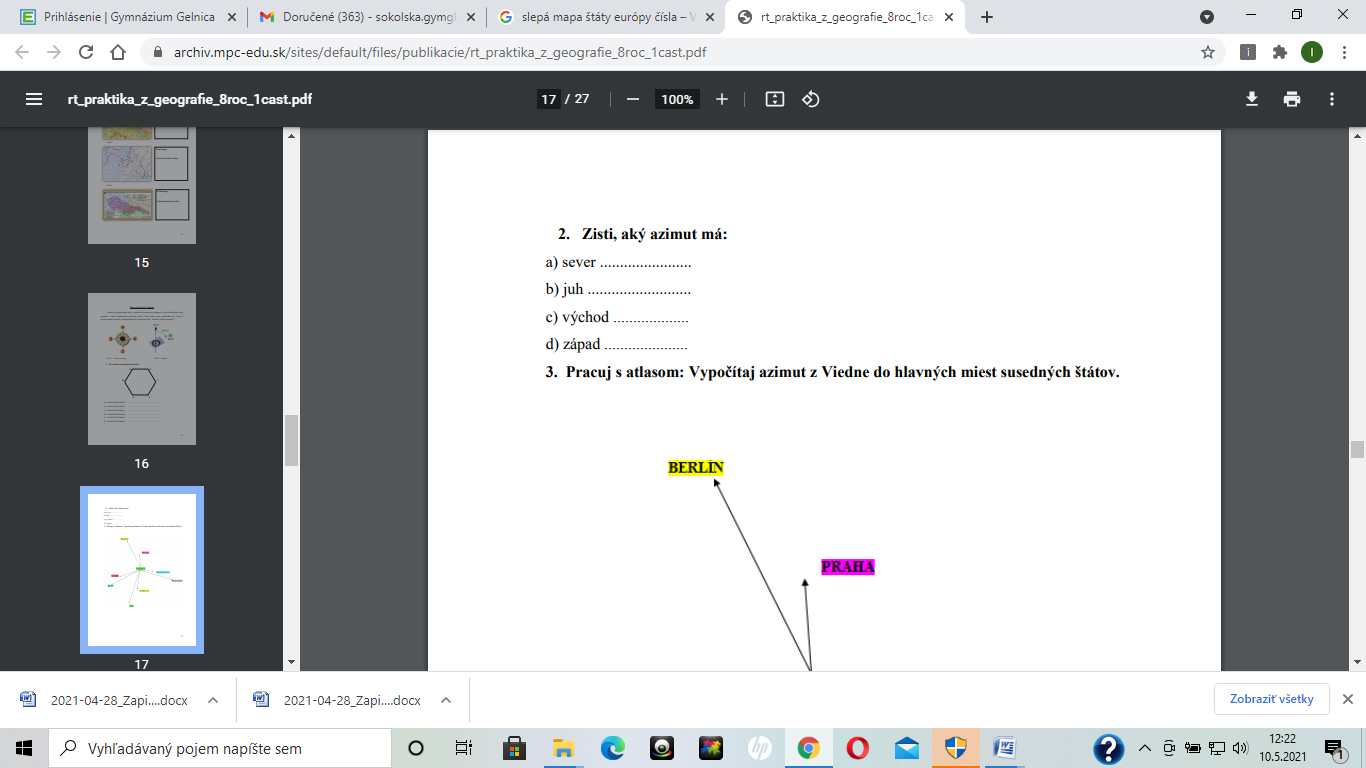 Prihlásenie | Gymnázium Gelnica
Doručené (363) - sokolska.gymg
slepá mapa štáty európy čísla – V
rt_praktika_z_geografie_8roc_1ca
archiv.mpc-edu.sk/sites/default/files/publikacie/rt_praktika_z_geografie_8roc_1cast.pdf
rt_praktika_z_geografie_8roc_1cast.pdf
17 / 27
100%
15
16
17
2. Zisti, aký azimut má:
a) sever .......................
b) juh ..........................
c) východ ...................
d) západ .....................
3. Pracuj s atlasom: Vypočítaj azimut z Viedne do hlavných miest susedných štátov.
BERLÍN
PRAHA
2021-04-28_Zapi....docx
2021-04-28_Zapi....docx
Zobraziť všetky
Vyhľadávaný pojem napíšte sem
12:22
10.5.2021